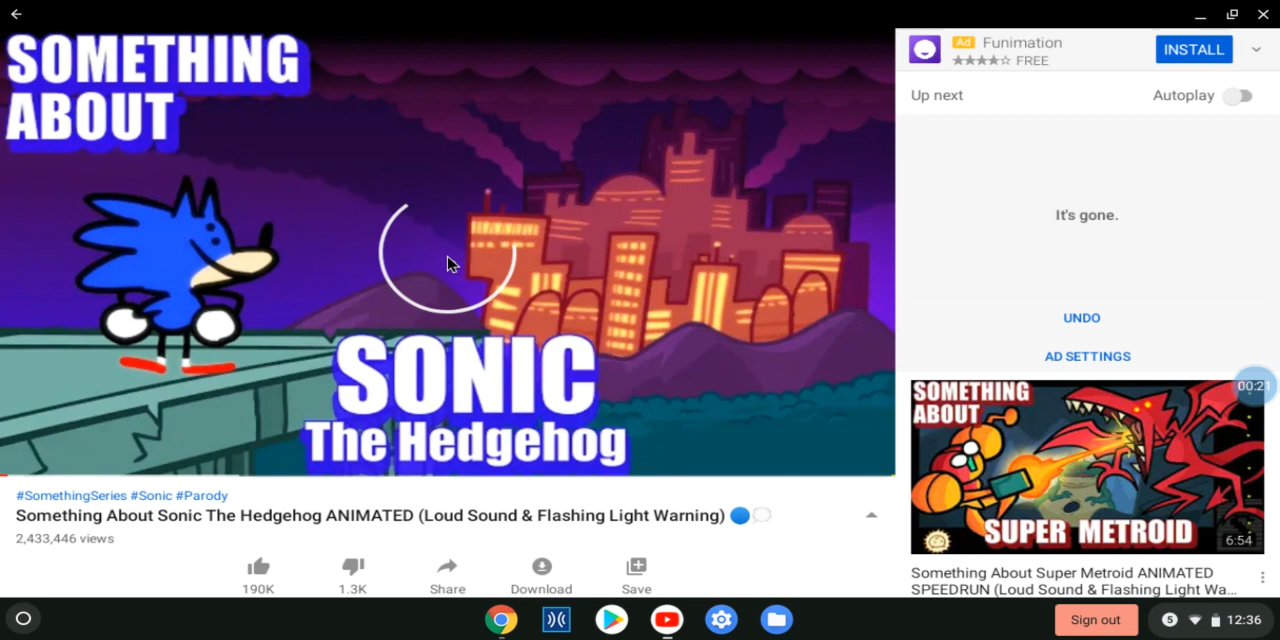 SOMETHING
ABOUT
SONIC
The Hedgehog
#SomethingSeries #Sonic #Parody
Something About Sonic The Hedgehog ANIMATED (Loud Sound & Flashing Light Warning)
2,433,446 views
190K
1.3K
Share
Download
Save
Ad Funimation
FREE
INSTALL
Up next
Autoplay
It's gone.
UNDO
AD SETTINGS
00:21
SOMETHING
ABOUT
SUPER METROID
6:54
Something About Super Metroid ANIMATED
SPEEDRUN (Loud Sound & Flashing Light Wa...
Sign out
5
12:36